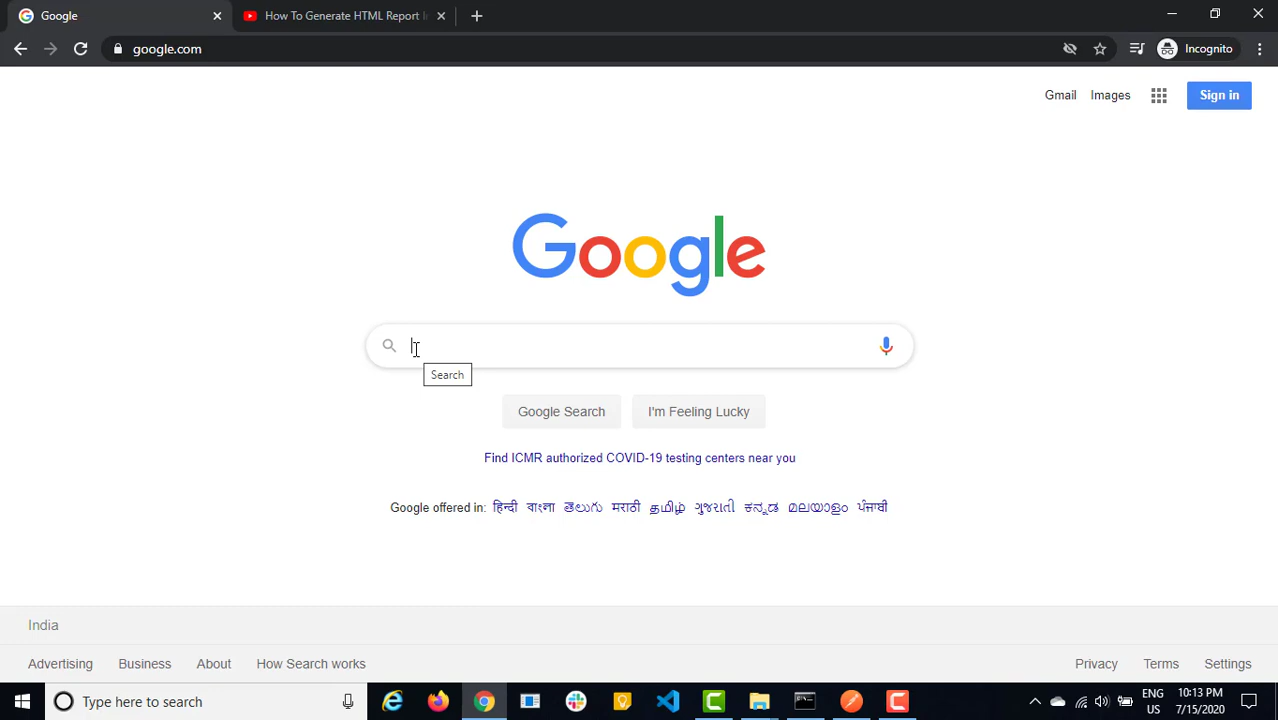 Google
How To Generate HTML Report I
google.com
Incognito
Gmail Images
Sign in
Google
Search
Google Search I'm Feeling Lucky
Find ICMR authorized COVID-19 testing centers near you
Google offered in: हिन्दी বাংলা తెలుగు मराठी தமிழ் ગુજરાતી ಕನ್ನಡ മലയാളം ਪੰਜਾਬੀ
India
Advertising Business About How Search works
Privacy Terms Settings
Type here to search
ENG
US
10:13 PM
7/15/2020